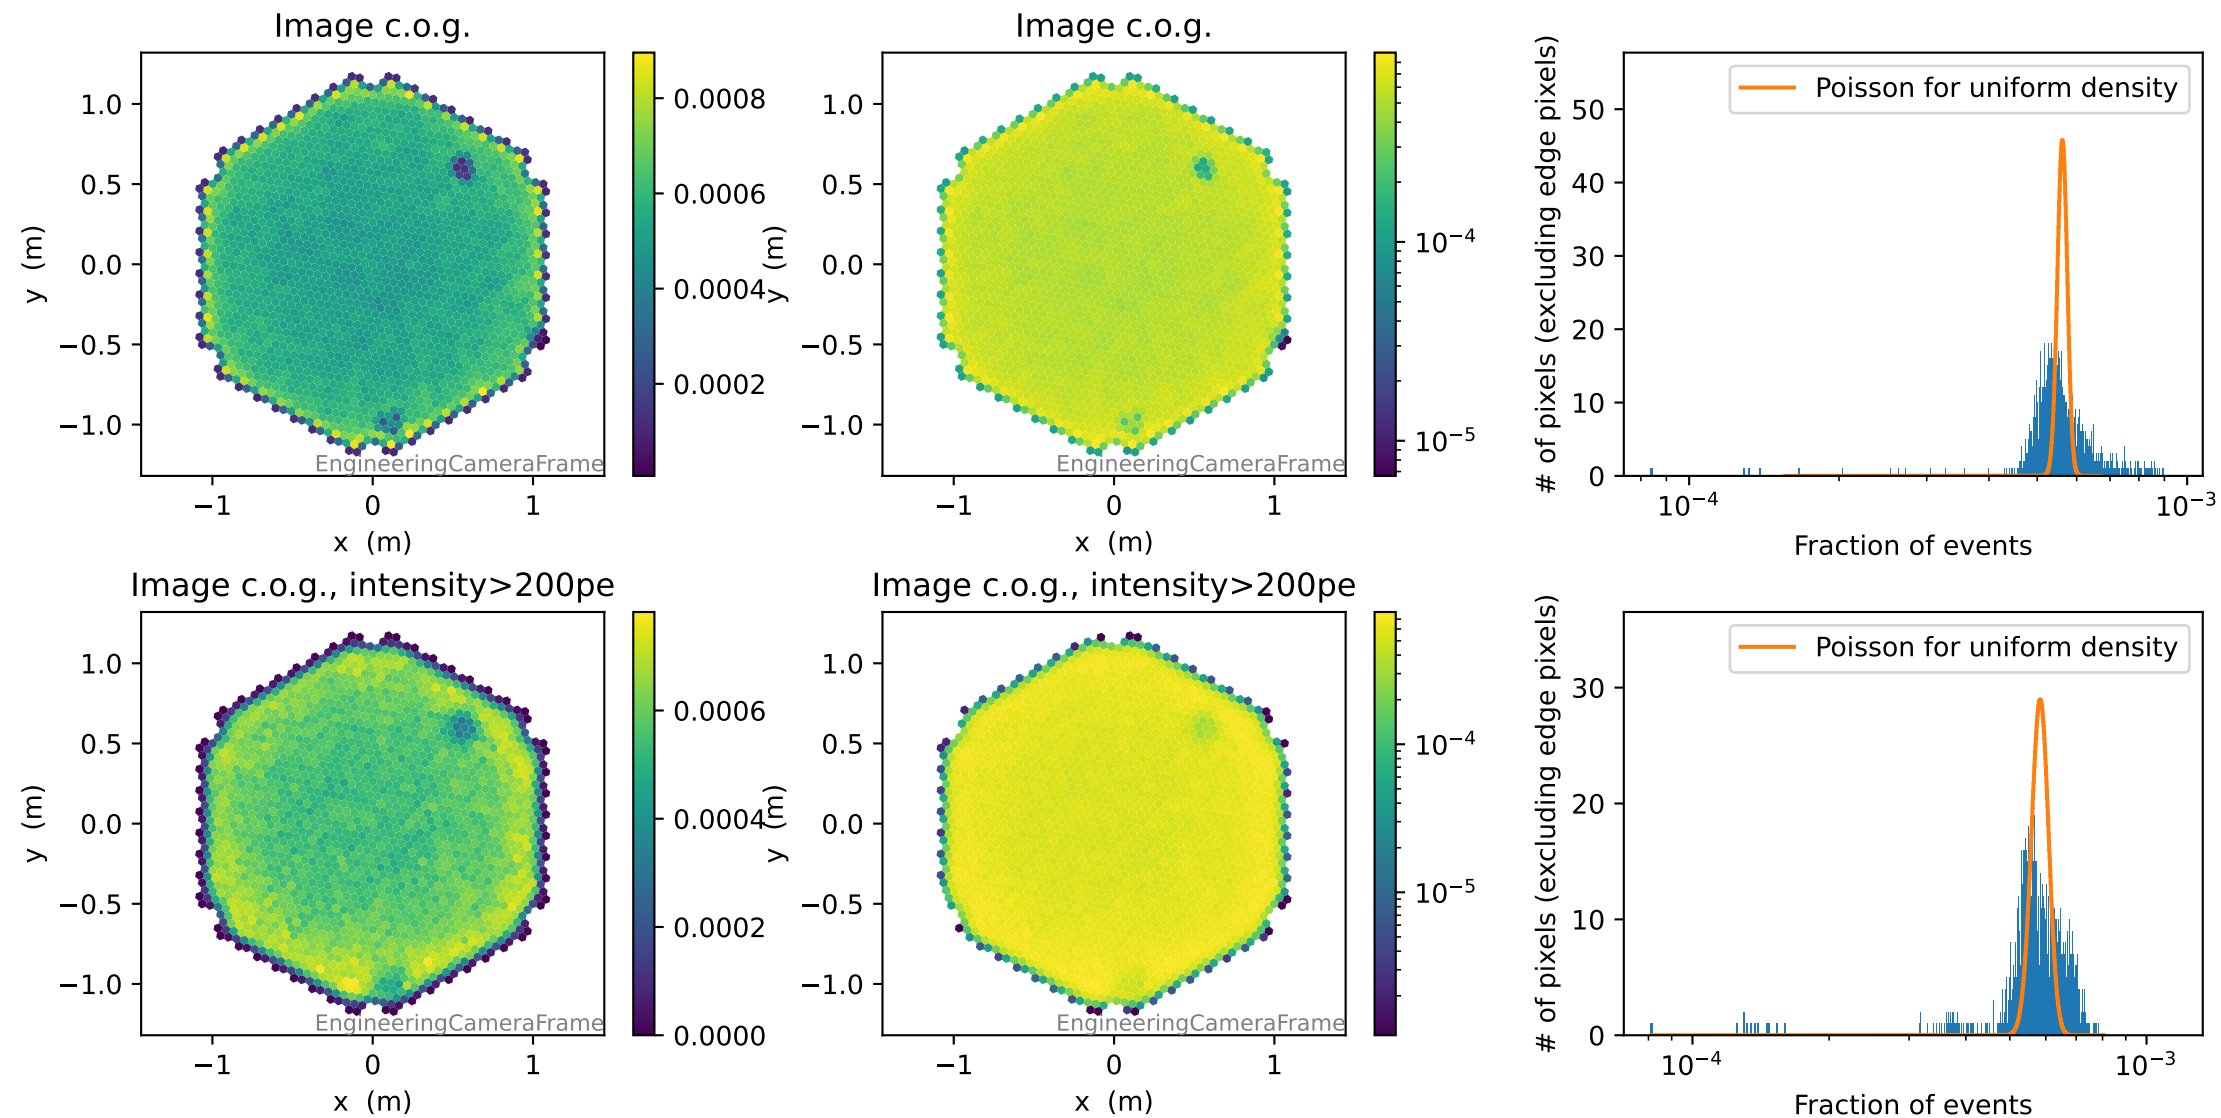 Image c.o.g.
1.0
0.5
0.0
−0.5
−1.0
y (m)
−1
0
1
x (m)
EngineeringCameraFrame
0.0008
0.0006
0.0004
0.0002
Image c.o.g.
1.0
0.5
0.0
−0.5
−1.0
y (m)
−1
0
1
x (m)
EngineeringCameraFrame
10⁻⁴
10⁻⁵
# of pixels (excluding edge pixels)
50
40
30
20
10
0
Poisson for uniform density
10⁻⁴
10⁻³
Fraction of events
Image c.o.g., intensity>200pe
1.0
0.5
0.0
−0.5
−1.0
y (m)
−1
0
1
x (m)
EngineeringCameraFrame
0.0006
0.0004
0.0002
0.0000
Image c.o.g., intensity>200pe
1.0
0.5
0.0
−0.5
−1.0
y (m)
−1
0
1
x (m)
EngineeringCameraFrame
10⁻⁴
10⁻⁵
# of pixels (excluding edge pixels)
30
20
10
0
Poisson for uniform density
10⁻⁴
10⁻³
Fraction of events